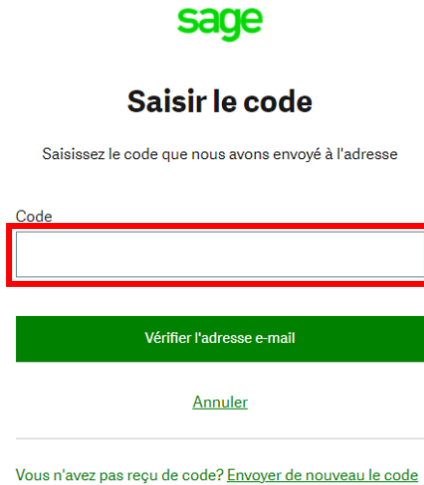 sage
Saisir le code
Saisissez le code que nous avons envoyé à l'adresse
Code
Vérifier l'adresse e-mail
Annuler
Vous n'avez pas reçu de code? Envoyer de nouveau le code